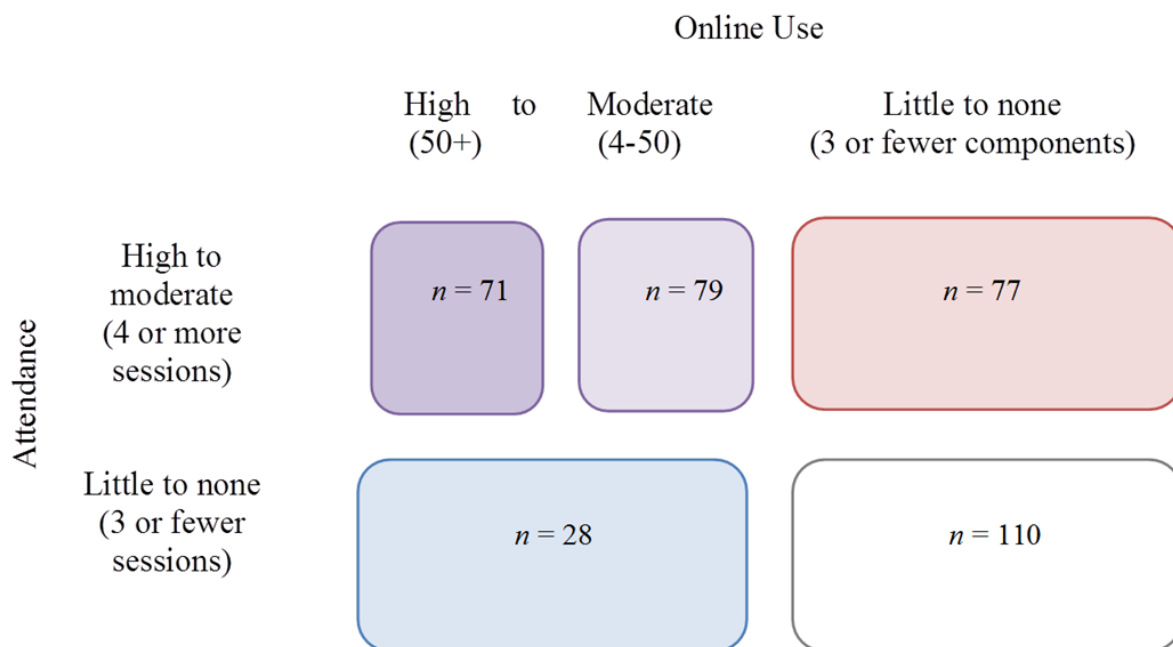 Online Use
High to Moderate
(50+) (4-50)
Little to none
(3 or fewer components)
Attendance
High to
moderate
(4 or more
sessions)
n = 71
n = 79
n = 77
Little to none
(3 or fewer
sessions)
n = 28
n = 110